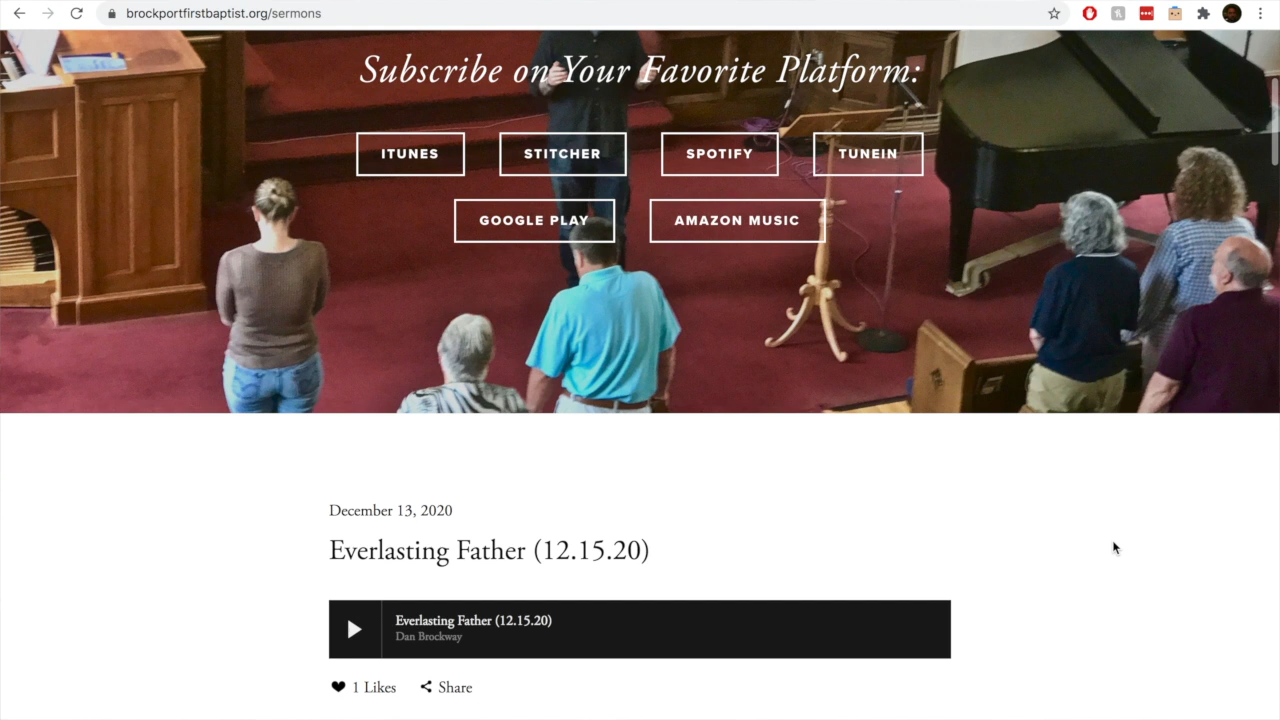 brockportfirstbaptist.org/sermons
Subscribe on Your Favorite Platform:
ITUNES STITCHER SPOTIFY TUNEIN
GOOGLE PLAY AMAZON MUSIC
December 13, 2020
Everlasting Father (12.15.20)
Everlasting Father (12.15.20)
Dan Brockway
1 Likes Share